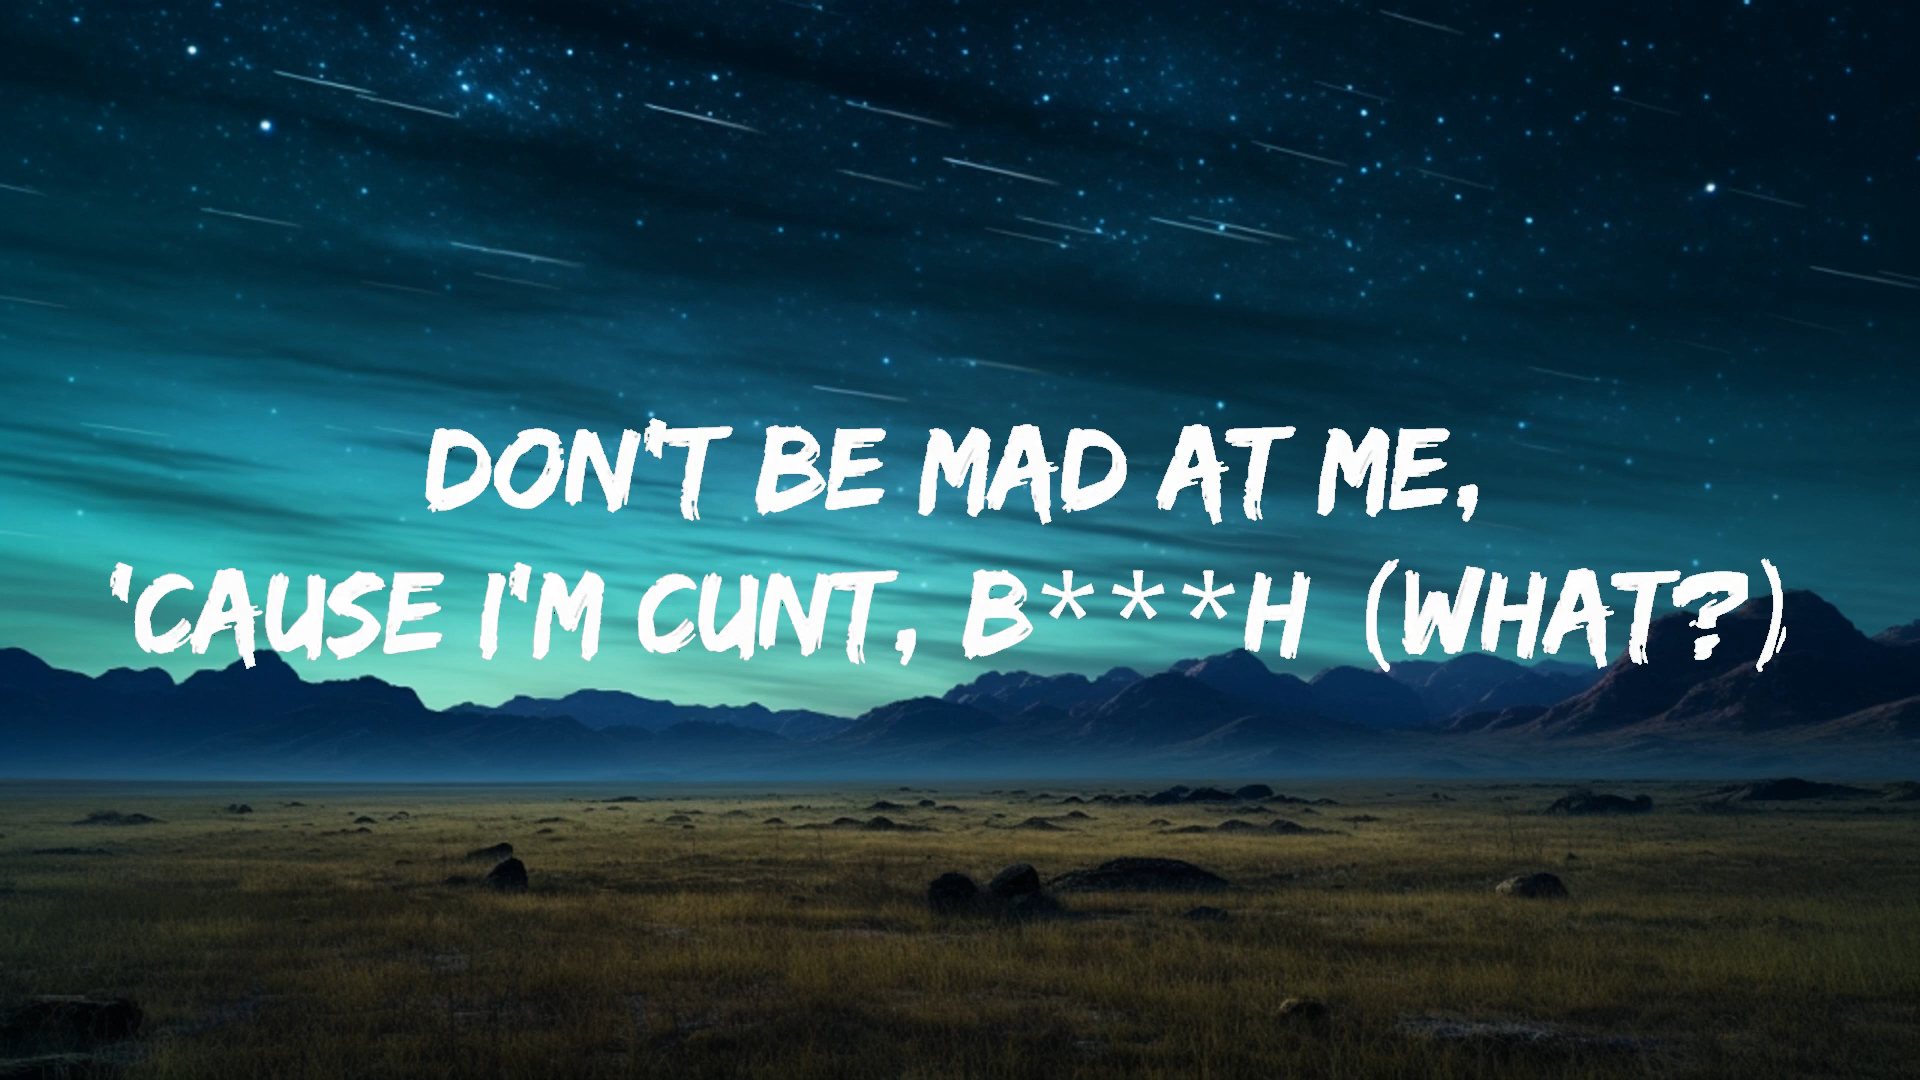 DON'T BE MAD AT ME,
'CAUSE I'M CUNT, B***H (WHAT?)